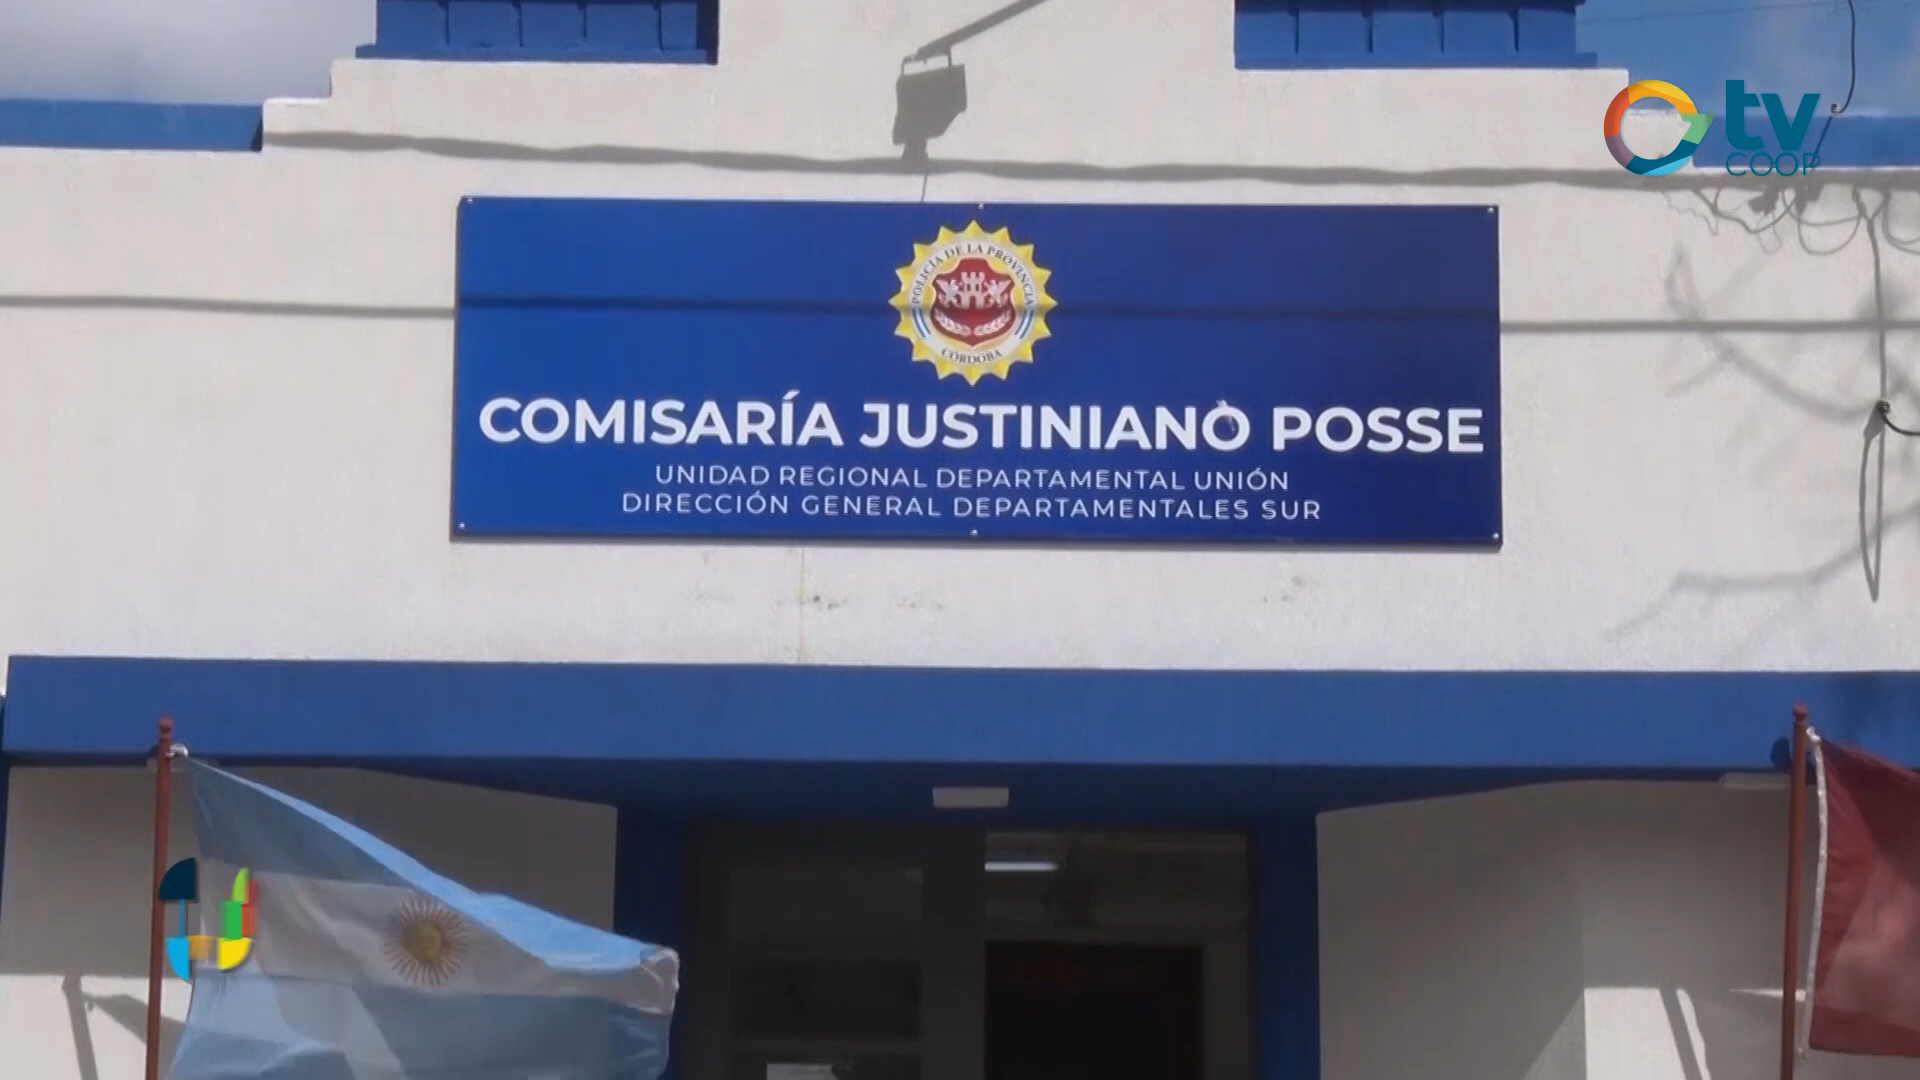 tv
COOP
POLICÍA DE LA PROVINCIA
CÓRDOBA
COMISARÍA JUSTINIANO POSSE
UNIDAD REGIONAL DEPARTAMENTAL UNIÓN
DIRECCIÓN GENERAL DEPARTAMENTALES SUR